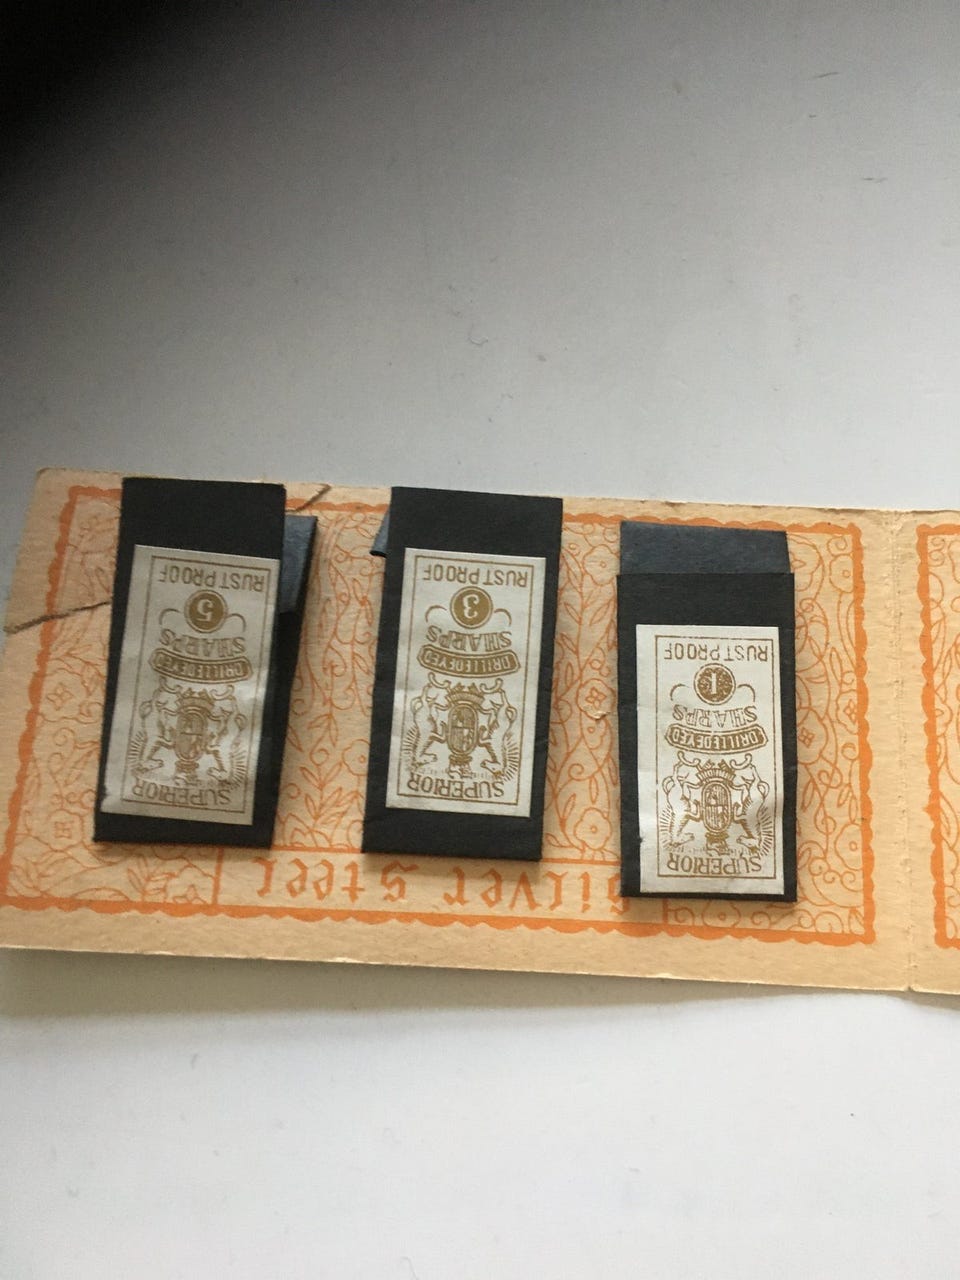 Silver Steel
SUPERIOR
DRILLED EYED
SHARPS
1
RUST PROOF
SUPERIOR
DRILLED EYED
SHARPS
3
RUST PROOF
SUPERIOR
DRILLED EYED
SHARPS
5
RUST PROOF